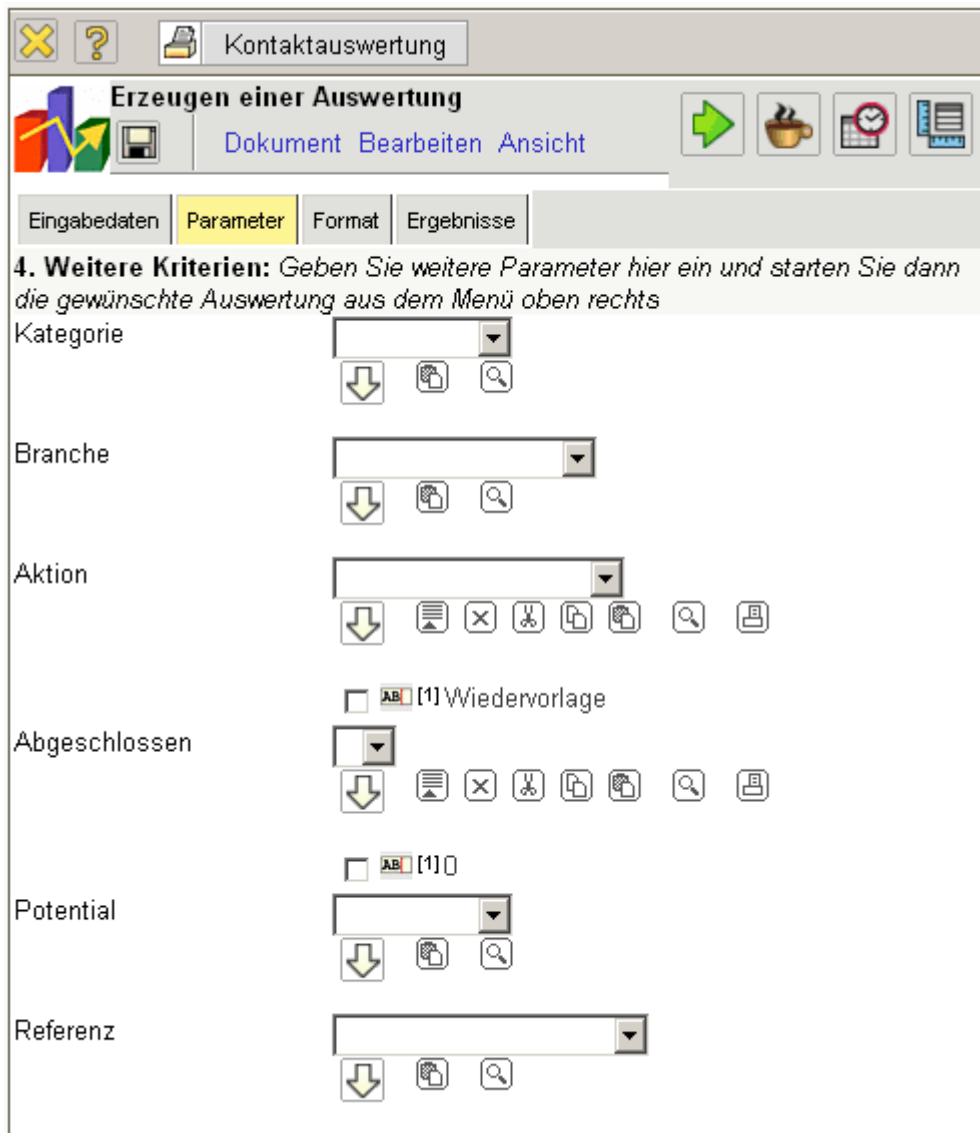 Kontaktauswertung
Erzeugen einer Auswertung
Dokument Bearbeiten Ansicht
Eingabedaten Parameter Format Ergebnisse
4. Weitere Kriterien: Geben Sie weitere Parameter hier ein und starten Sie dann
die gewünschte Auswertung aus dem Menü oben rechts
Kategorie
Branche
Aktion
AB [1] Wiedervorlage
Abgeschlossen
AB [1] 0
Potential
Referenz